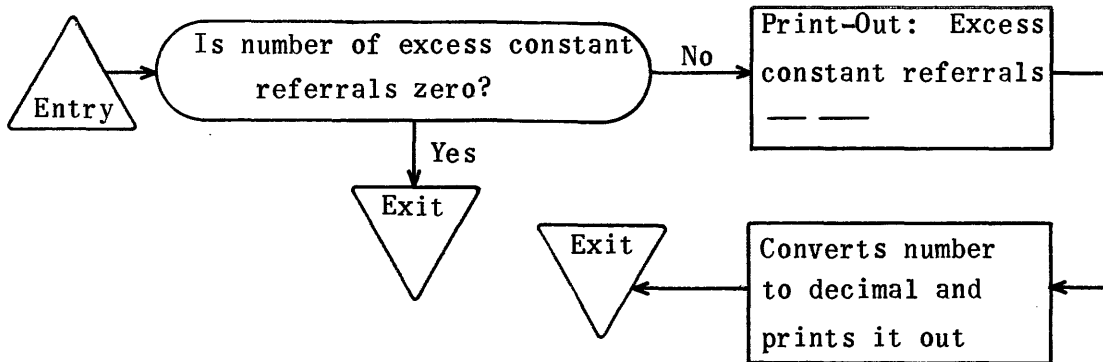 Entry
Is number of excess constant
referrals zero?
No
Print-Out: Excess
constant referrals
Yes
Exit
Exit
Converts number
to decimal and
prints it out